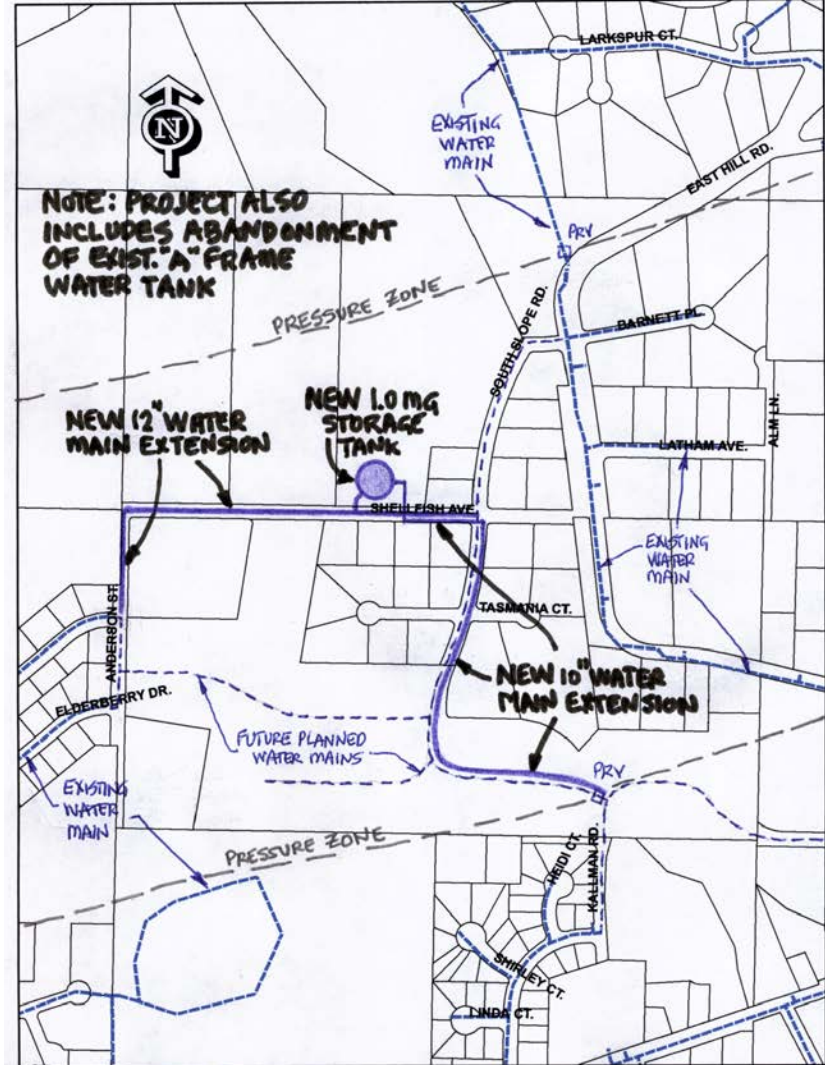 LARKSPUR CT.
EXISTING
WATER
MAIN
N
EAST HILL RD.
NOTE: PROJECT ALSO
INCLUDES ABANDONMENT
OF EXIST. "A" FRAME
WATER TANK
PRV
PRESSURE ZONE
SOUTH SLOPE RD.
BARNETT PL.
NEW 12" WATER
MAIN EXTENSION
NEW 1.0 MG
STORAGE
TANK
ALM LN.
LATHAM AVE.
SHELLFISH AVE
EXISTING
WATER
MAIN
ANDERSON ST.
TASMANIA CT.
NEW 10" WATER
MAIN EXTENSION
ELDERBERRY DR.
FUTURE PLANNED
WATER MAINS
PRV
EXISTING
WATER
MAIN
PRESSURE ZONE
HEIDI CT.
KALLMAN RD.
SHIRLEY CT.
LINDA CT.